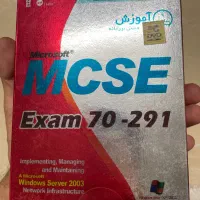 آموزش
Microsoft
MCSE
Exam 70-291
Implementing, Managing
and Maintaining
A Microsoft
Windows Server 2003
Network Infrastructure